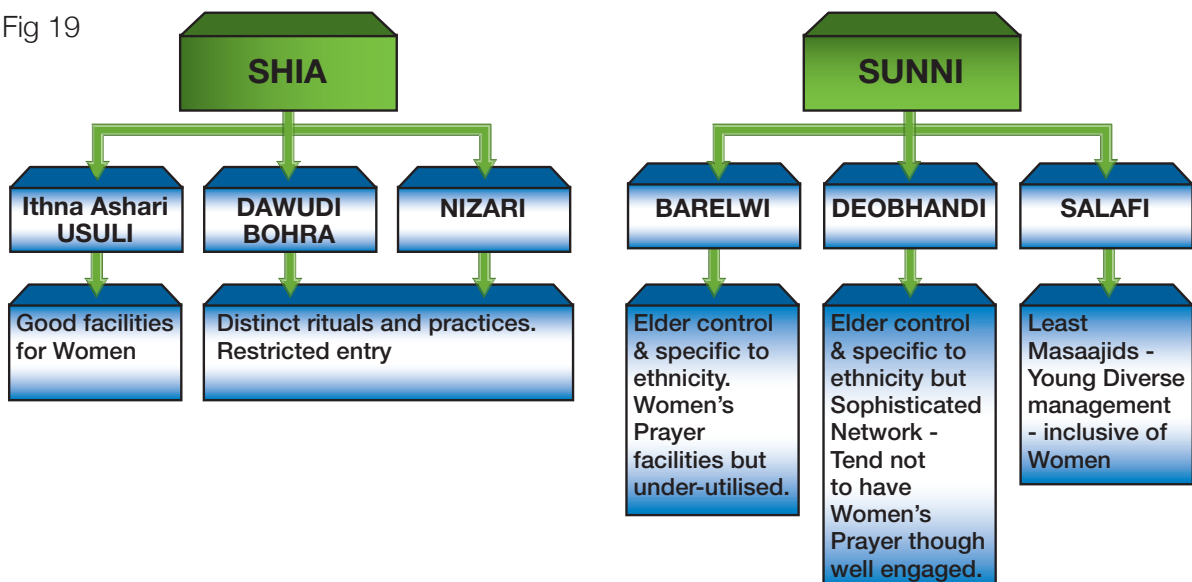 Fig 19
SHIA
SUNNI
Ithna Ashari
USULI
DAWUDI
BOHRA
NIZARI
BARELWI
DEOBHANDI
SALAFI
Good facilities
for Women
Distinct rituals and practices.
Restricted entry
Elder control
& specific to
ethnicity.
Women's
Prayer
facilities but
under-utilised.
Elder control
& specific to
ethnicity but
Sophisticated
Network -
Tend not
to have
Women's
Prayer though
well engaged.
Least
Masaajids -
Young Diverse
management
- inclusive of
Women